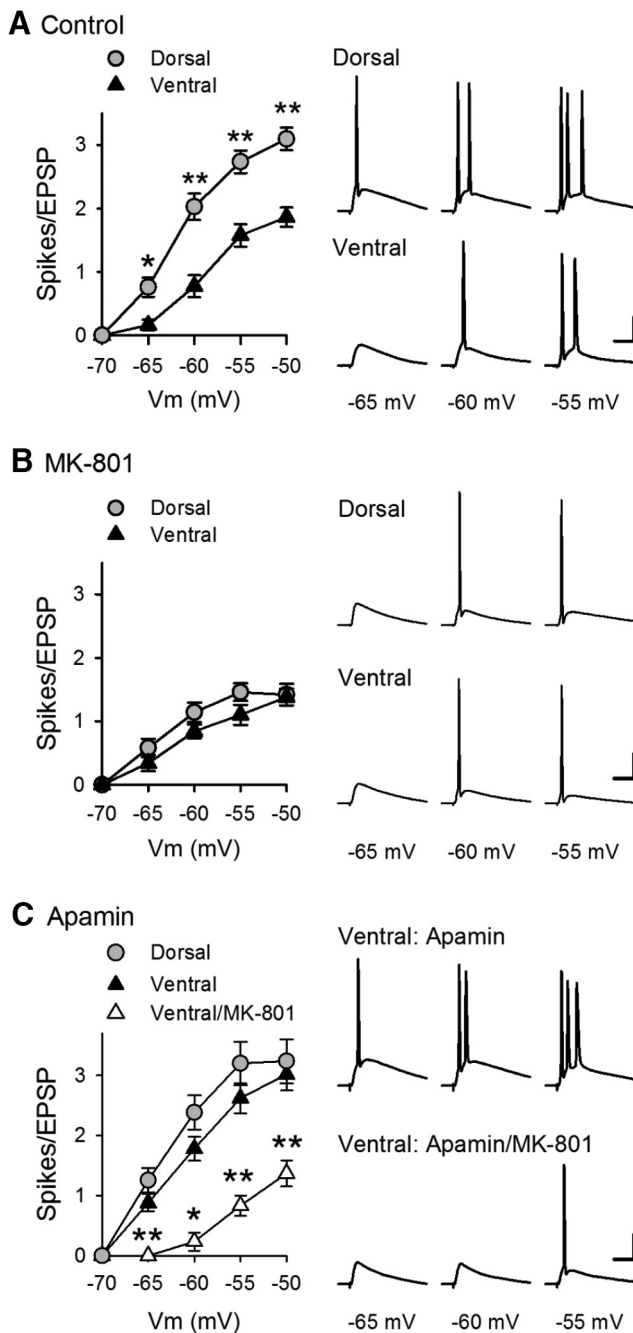 A Control
Dorsal
Ventral
Spikes/EPSP
3
2
1
0
* ** ** **
-70 -65 -60 -55 -50
Vm (mV)
Dorsal
Ventral
-65 mV -60 mV -55 mV
B MK-801
Dorsal
Ventral
Spikes/EPSP
3
2
1
0
-70 -65 -60 -55 -50
Vm (mV)
Dorsal
Ventral
-65 mV -60 mV -55 mV
C Apamin
Dorsal
Ventral
Ventral/MK-801
Spikes/EPSP
3
2
1
0
** * ** **
-70 -65 -60 -55 -50
Vm (mV)
Ventral: Apamin
Ventral: Apamin/MK-801
-65 mV -60 mV -55 mV